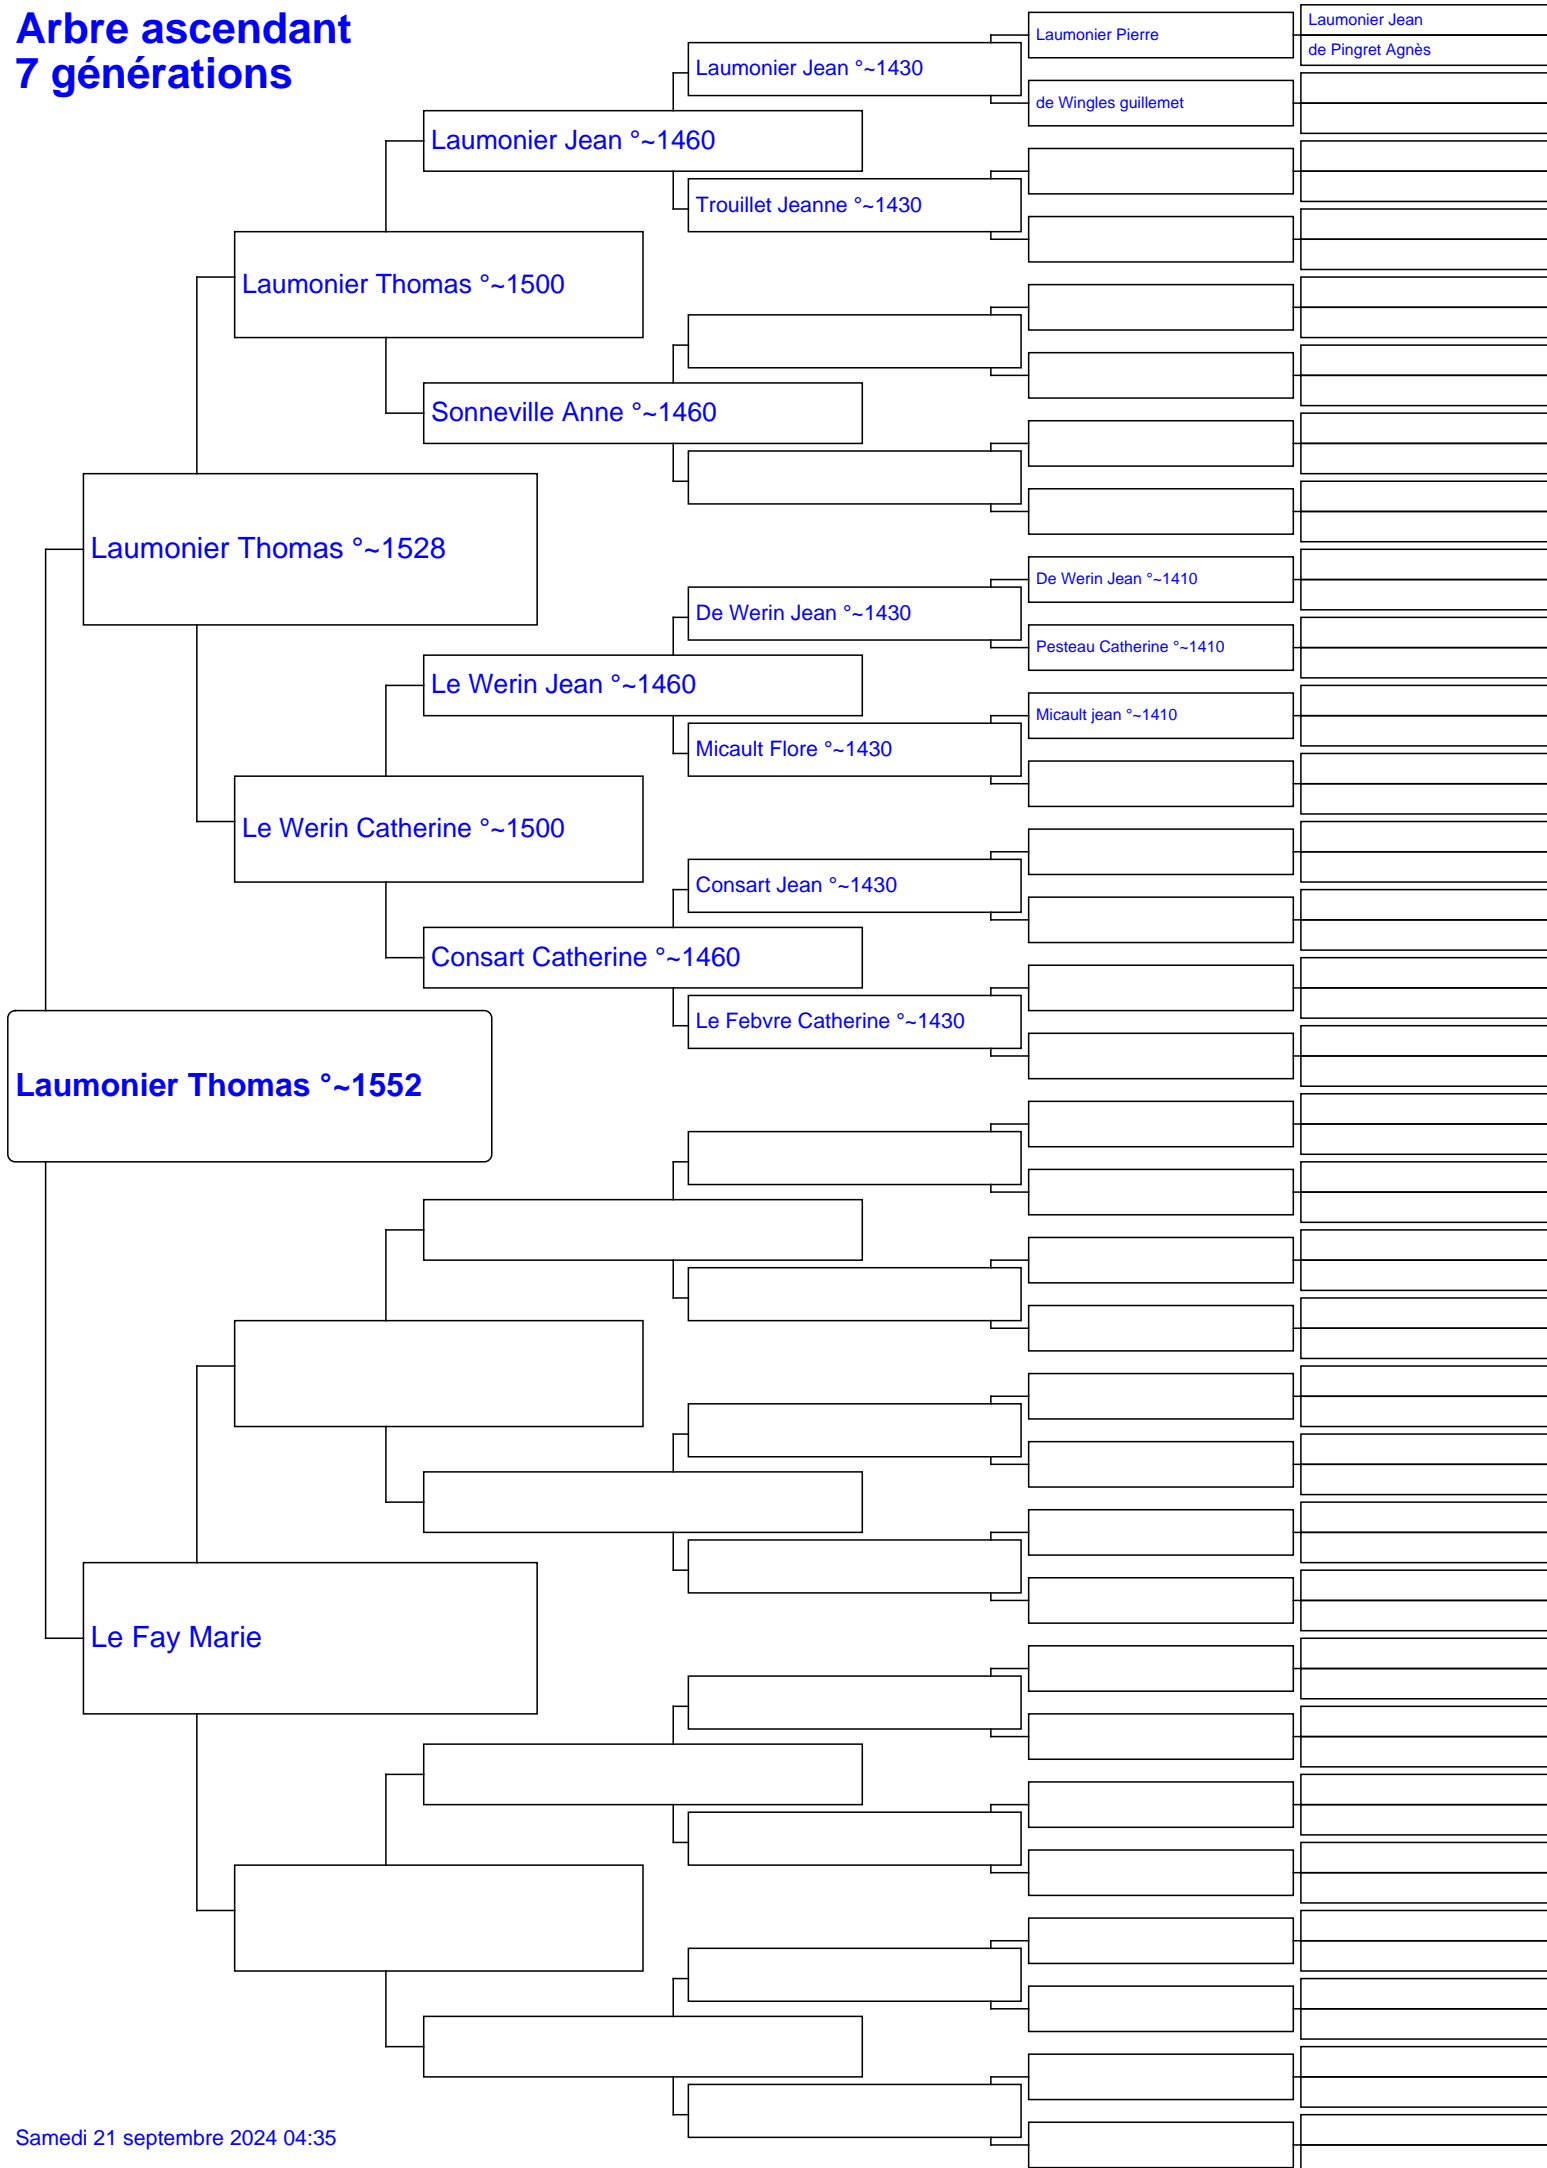 Arbre ascendant
7 générations
Laumonier Jean
de Pingret Agnès
Laumonier Pierre
Laumonier Jean °~1430
de Wingles guillemet
Laumonier Jean °~1460
Trouillet Jeanne °~1430
Laumonier Thomas °~1500
Sonneville Anne °~1460
Laumonier Thomas °~1528
De Werin Jean °~1410
De Werin Jean °~1430
Pesteau Catherine °~1410
Le Werin Jean °~1460
Micault jean °~1410
Micault Flore °~1430
Le Werin Catherine °~1500
Consart Jean °~1430
Consart Catherine °~1460
Le Febvre Catherine °~1430
Laumonier Thomas °~1552
Le Fay Marie
Samedi 21 septembre 2024 04:35